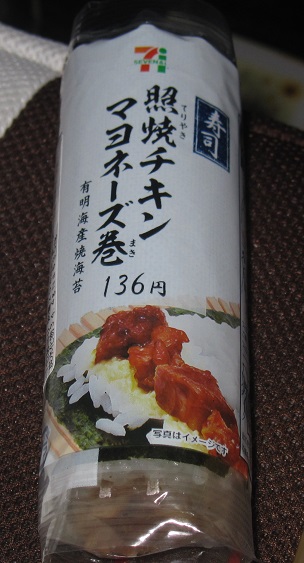 7
SEVEN & i
寿司
照焼チキン
てりやき
マヨネーズ巻
まき
有明海産焼海苔
136円
写真はイメージです